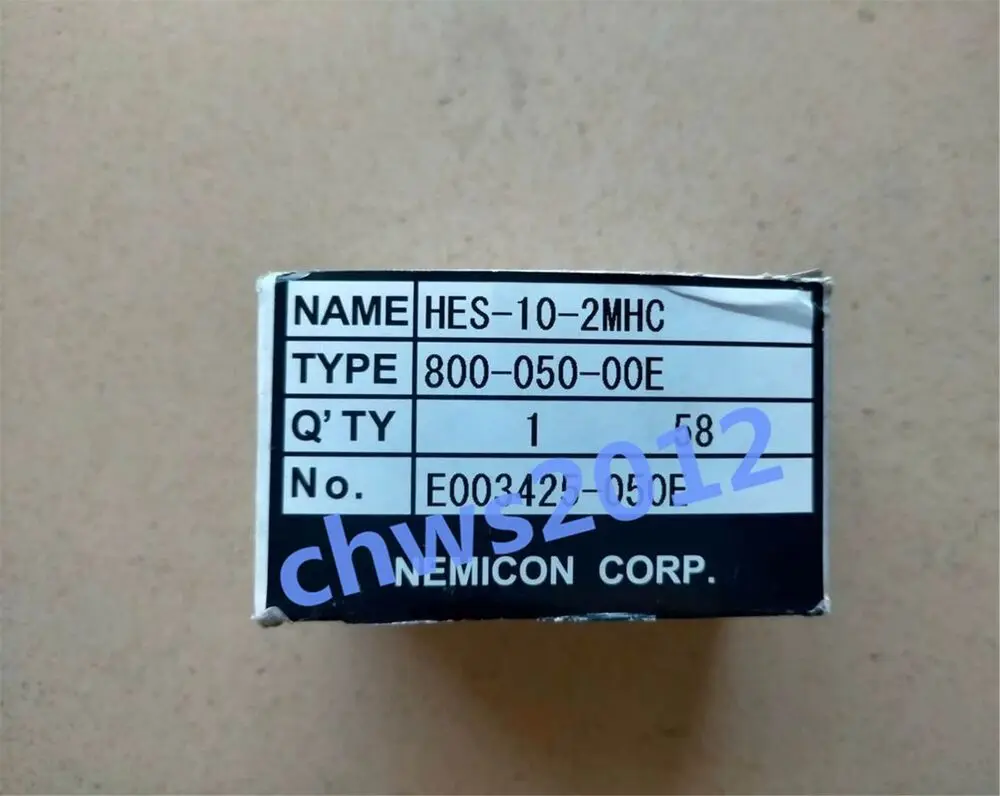 NAME HES-10-2MHC
TYPE 800-050-00E
Q'TY 1 58
No. E003425-050E
chws2012
NEMICON CORP.